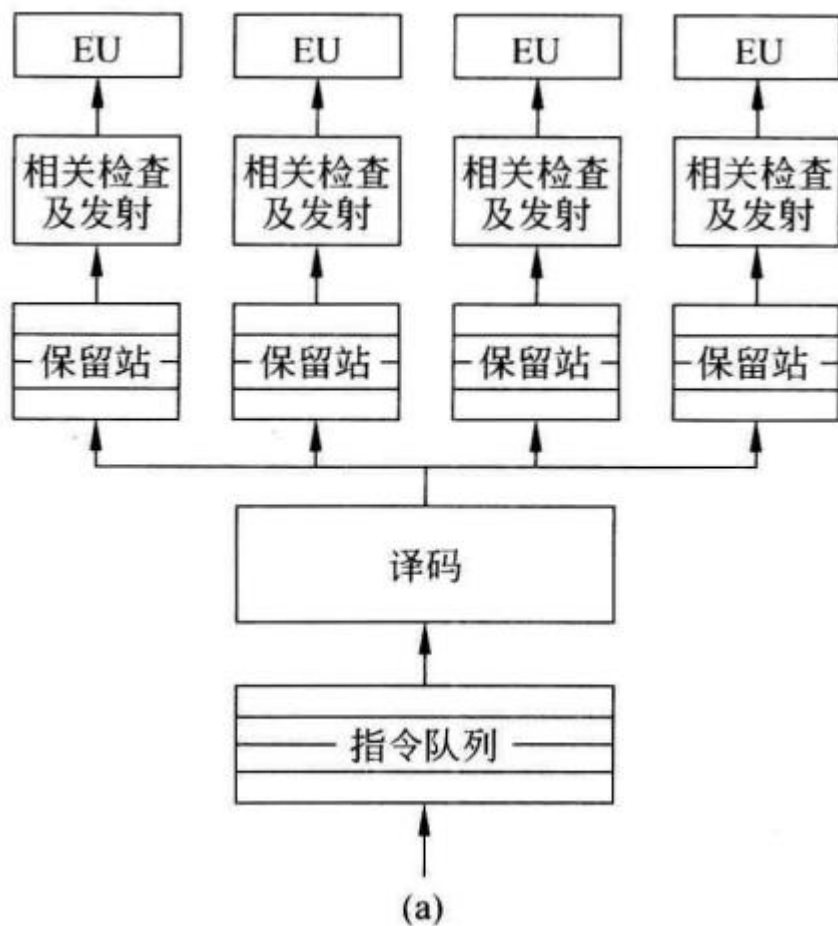 EU EU EU EU
相关检查 相关检查 相关检查 相关检查
及发射 及发射 及发射 及发射
保留站 保留站 保留站 保留站
译码
指令队列
(a)